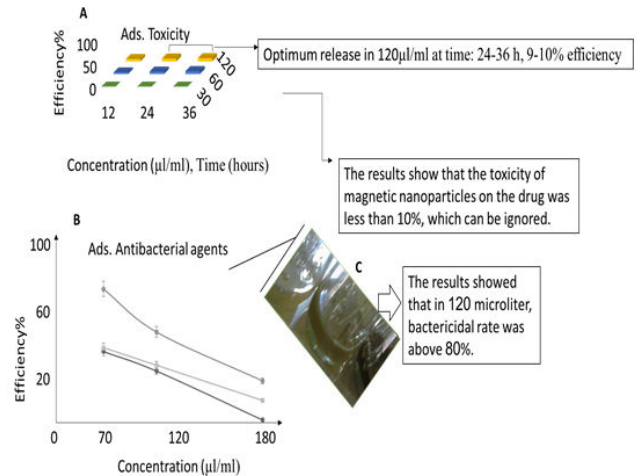 A
Ads. Toxicity
Efficiency%
100
50
0
120
60
30
12 24 36
Concentration (µl/ml), Time (hours)
Optimum release in 120µl/ml at time: 24-36 h, 9-10% efficiency
The results show that the toxicity of
magnetic nanoparticles on the drug was
less than 10%, which can be ignored.
B
Ads. Antibacterial agents
Efficiency%
100
60
20
0 70 120 180
Concentration (µl/ml)
C
The results showed
that in 120 microliter,
bactericidal rate was
above 80%.